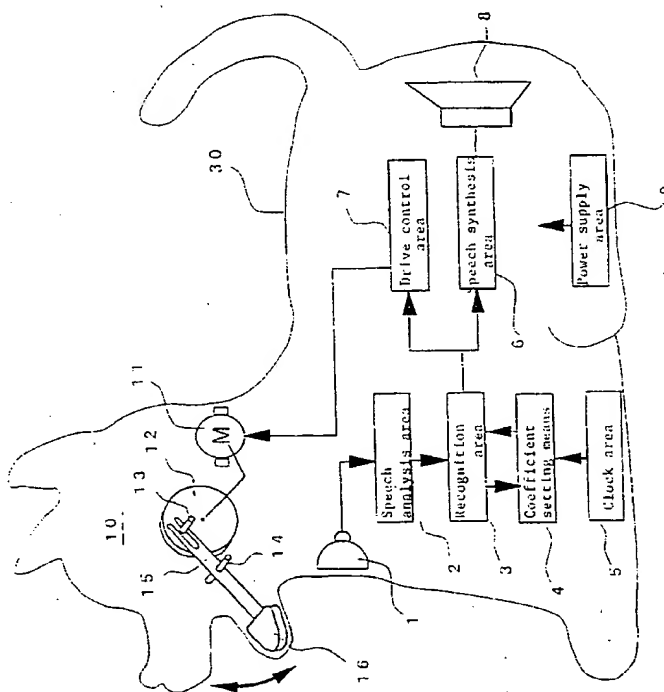 10
13
12
11
15
14
16
30
1
M
8
7
Drive control
area
Speech synthesis
area
6
Speech
analysis area
2
Recognition
area
3
Coefficient
setting means
4
Clock area
5
Power supply
area